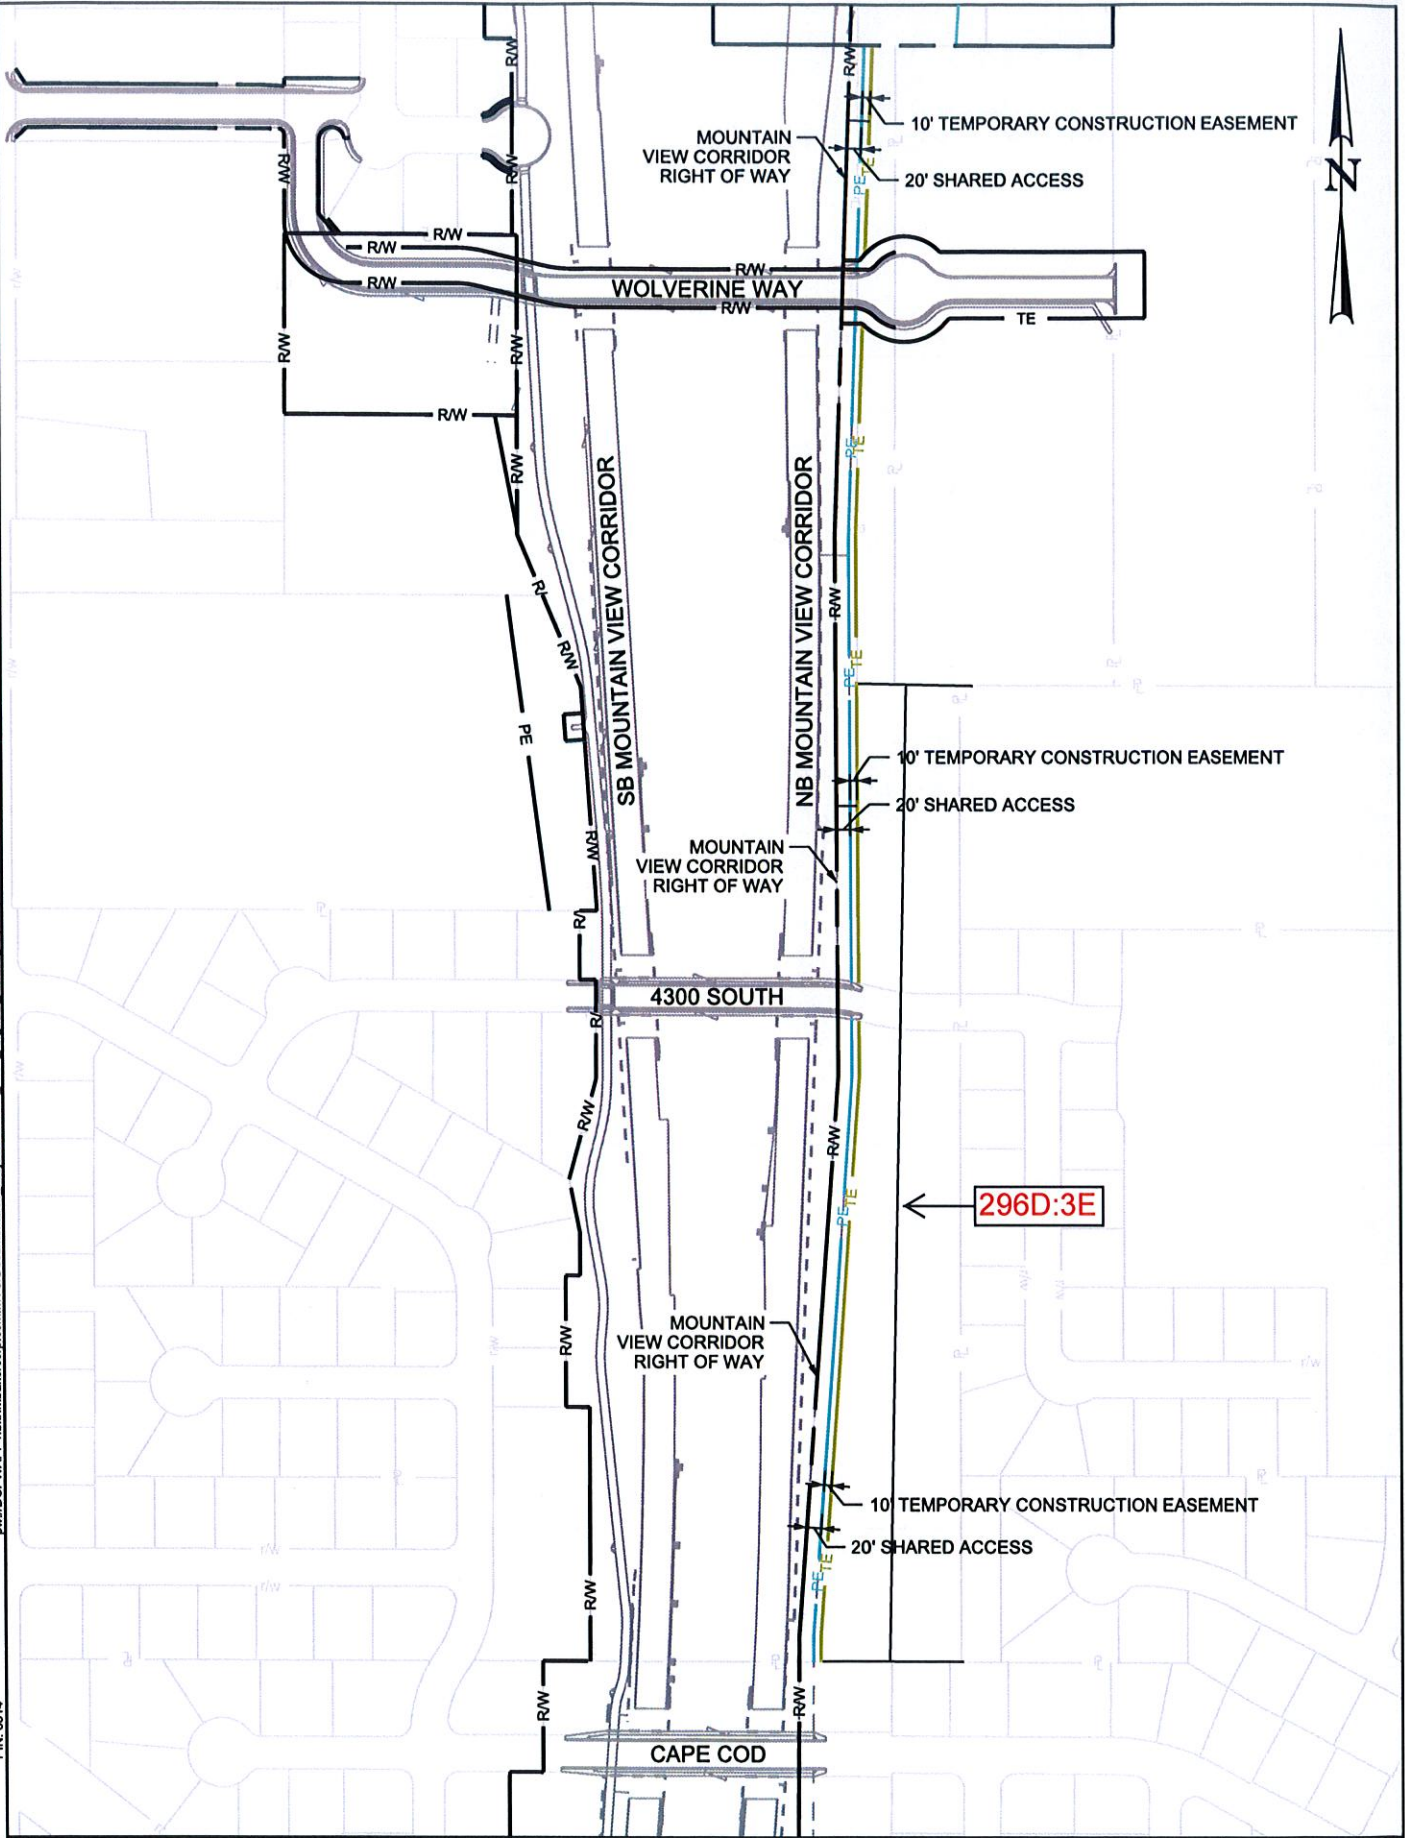 R/W
R/W
10' TEMPORARY CONSTRUCTION EASEMENT
MOUNTAIN
VIEW CORRIDOR
RIGHT OF WAY
20' SHARED ACCESS
N
R/W
R/W
PE
TE
R/W
R/W
R/W
R/W
WOLVERINE WAY
R/W
R/W
TE
R/W
R/W
R/W
R/W
PE
TE
SB MOUNTAIN VIEW CORRIDOR
NB MOUNTAIN VIEW CORRIDOR
R/
R/W
R/W
PE
TE
PE
10' TEMPORARY CONSTRUCTION EASEMENT
20' SHARED ACCESS
R/W
MOUNTAIN
VIEW CORRIDOR
RIGHT OF WAY
R/
4300 SOUTH
R/
R/W
R/W
PE
TE
296D:3E
MOUNTAIN
VIEW CORRIDOR
RIGHT OF WAY
R/W
10' TEMPORARY CONSTRUCTION EASEMENT
20' SHARED ACCESS
PE
TE
R/W
R/W
R/W
CAPE COD